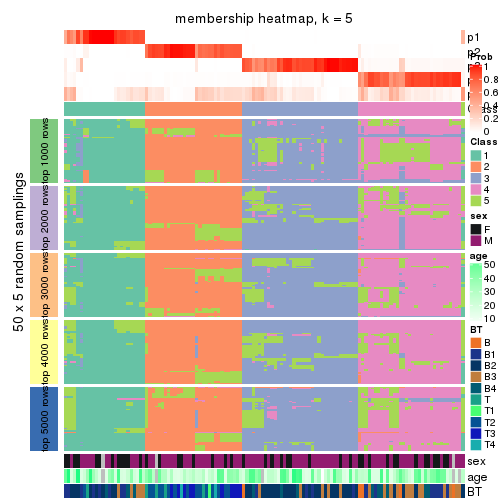 membership heatmap, k = 5
p1
p2
p3
Prob
1
0.8
0.6
0.4
0.2
0
Class
Class
1
2
3
4
5
sex
F
M
age
50
40
30
20
10
BT
B
B1
B2
B3
B4
T
T1
T2
T3
T4
50 x 5 random samplings
top 1000 rows
top 2000 rows
top 3000 rows
top 4000 rows
top 5000 rows
sex
age
BT